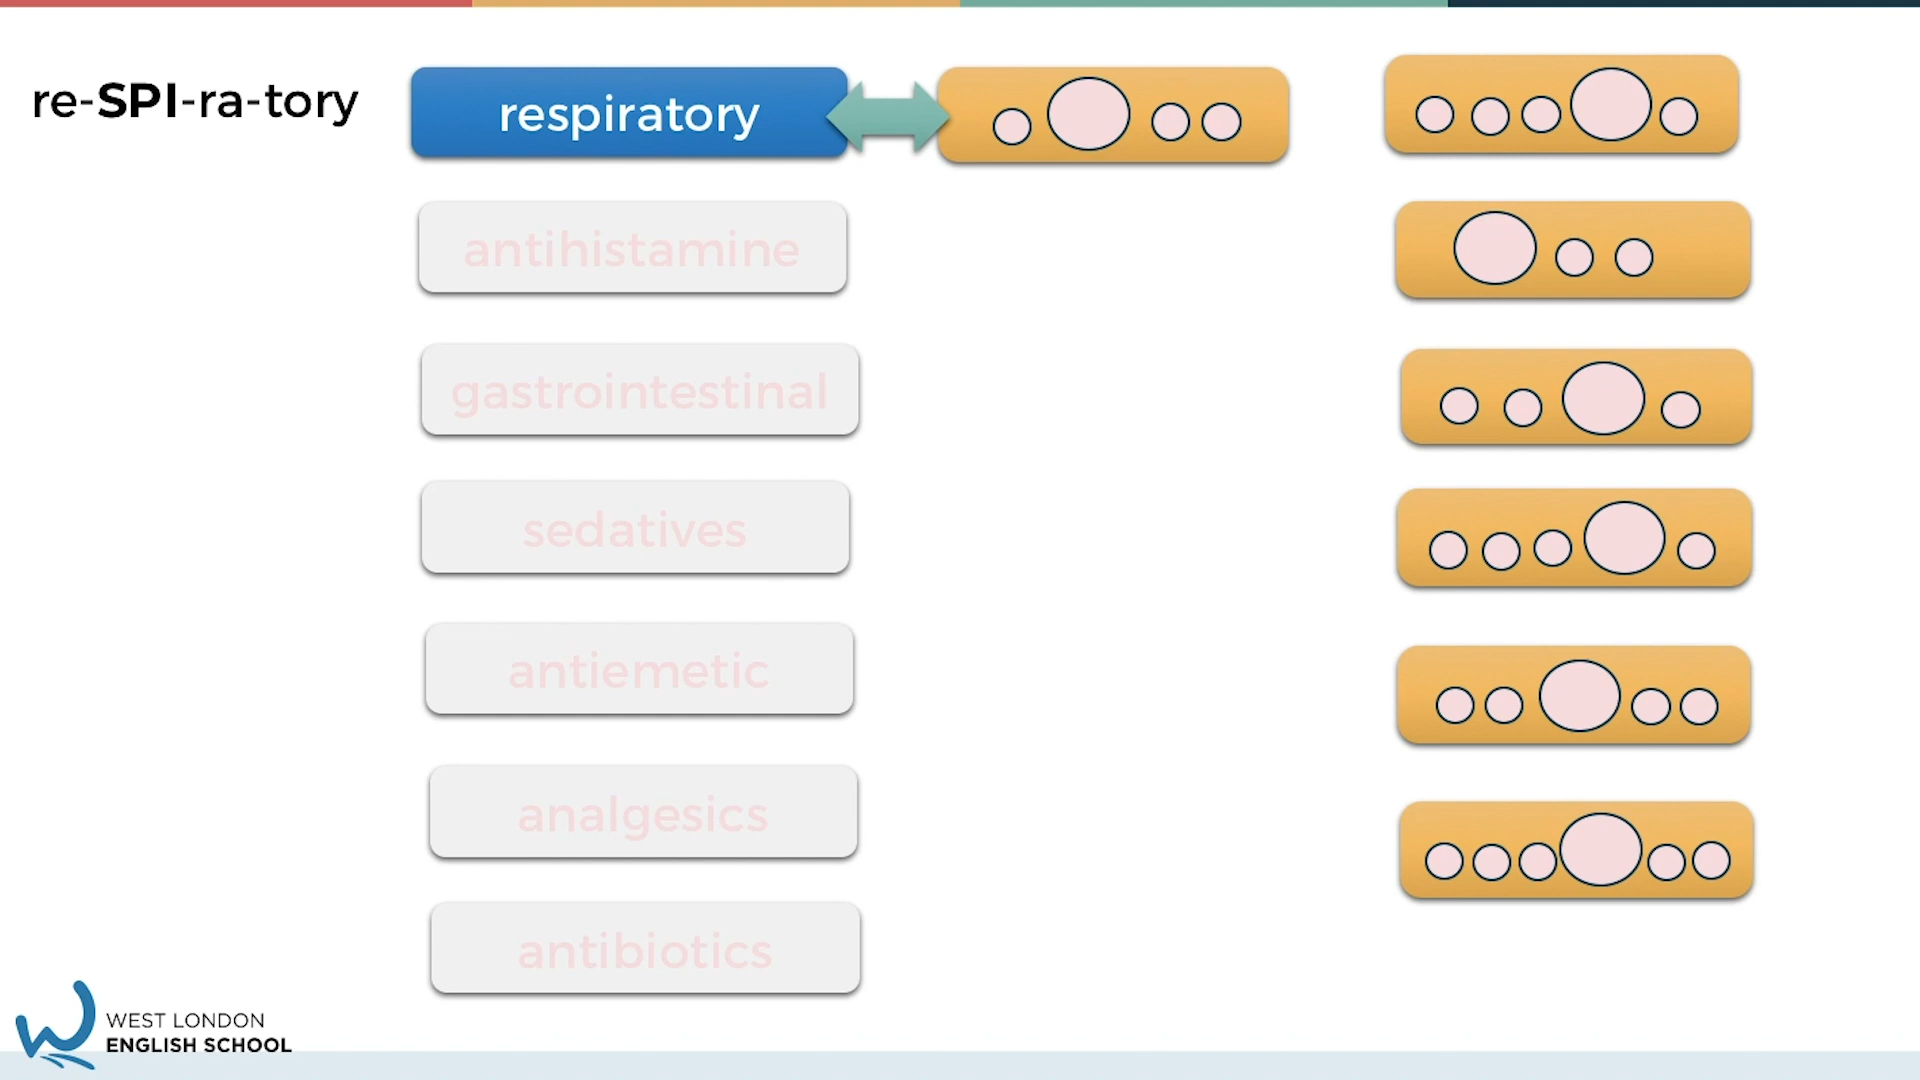 re-SPI-ra-tory
respiratory
antihistamine
gastrointestinal
sedatives
antiemetic
analgesics
antibiotics
WEST LONDON
ENGLISH SCHOOL